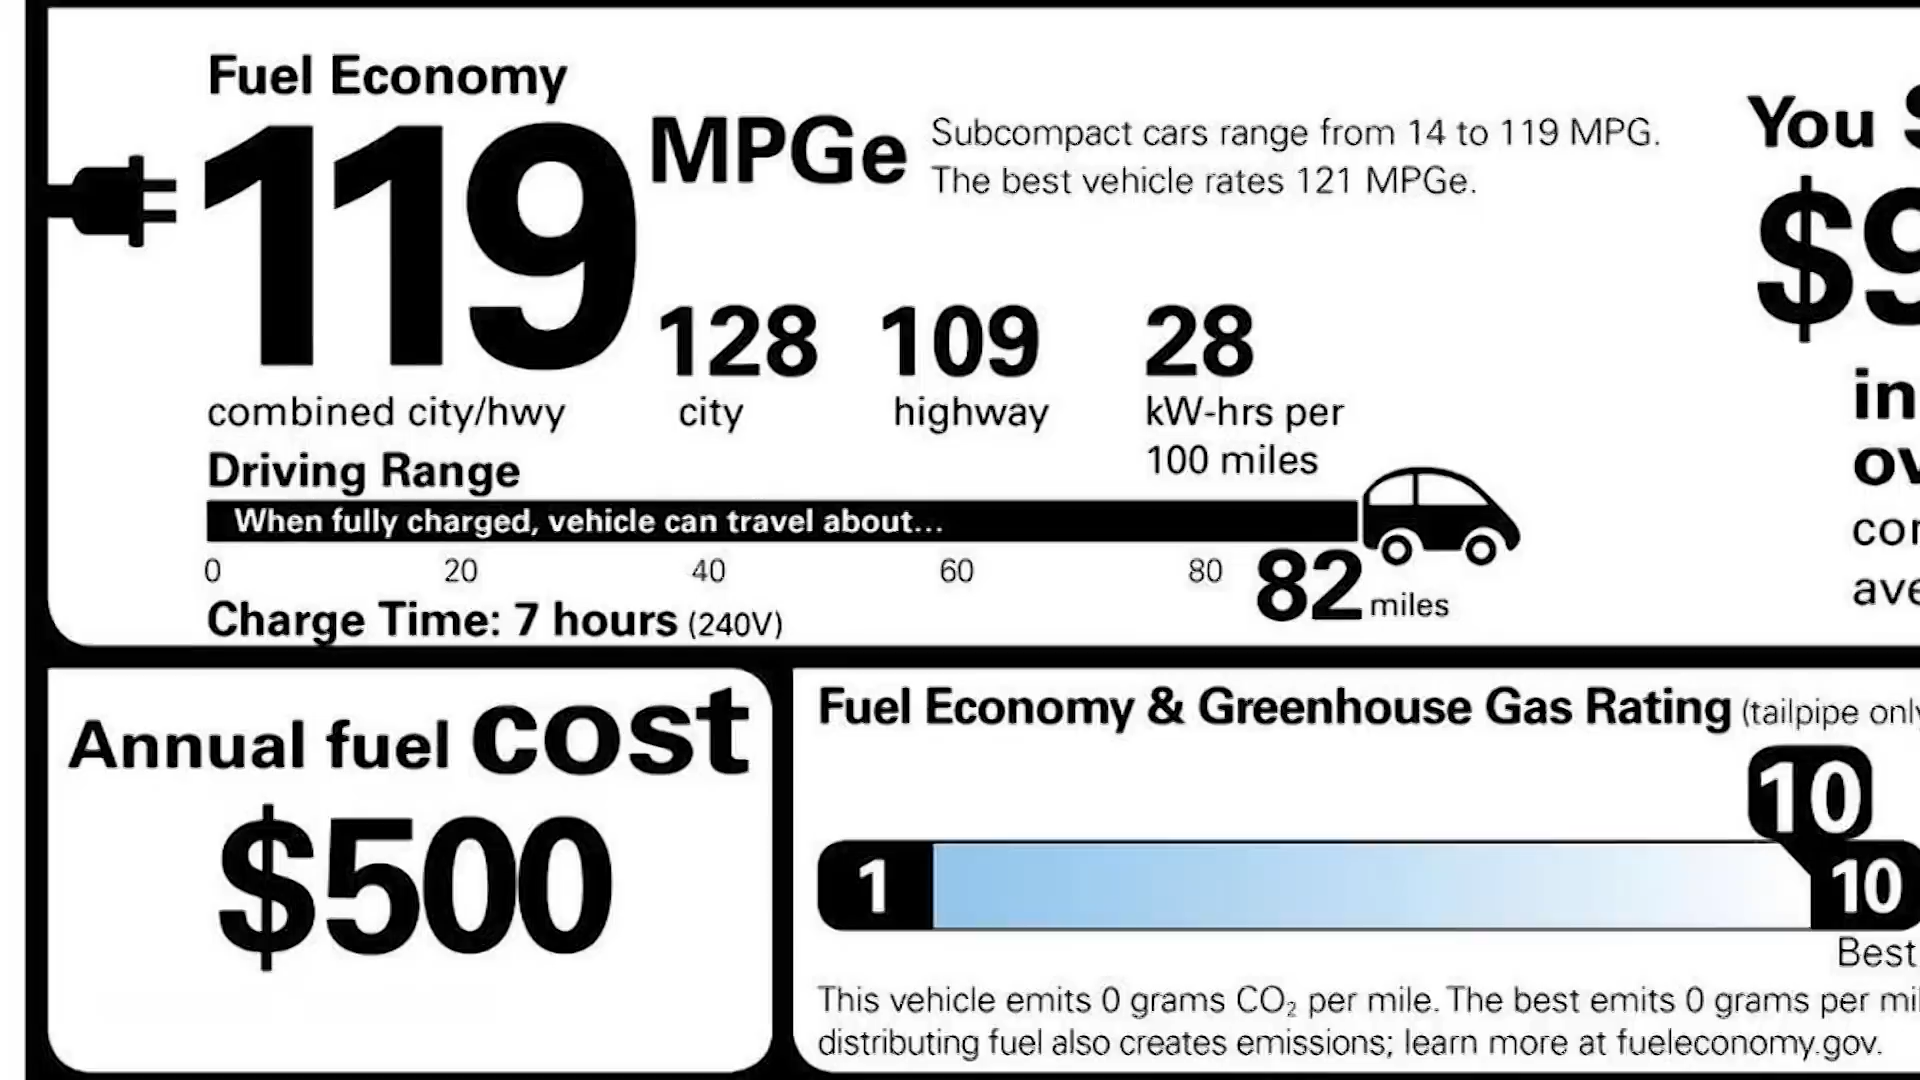 Fuel Economy
119 MPGe
Subcompact cars range from 14 to 119 MPG.
The best vehicle rates 121 MPGe.
You
$9
128 109 28
combined city/hwy city highway kW-hrs per
100 miles
in
Driving Range
When fully charged, vehicle can travel about...
0 20 40 60 80 82 miles
Charge Time: 7 hours (240V)
Annual fuel cost
$500
Fuel Economy & Greenhouse Gas Rating (tailpipe only
10
1 10
Best
This vehicle emits 0 grams CO₂ per mile. The best emits 0 grams per mi
distributing fuel also creates emissions; learn more at fueleconomy.gov.